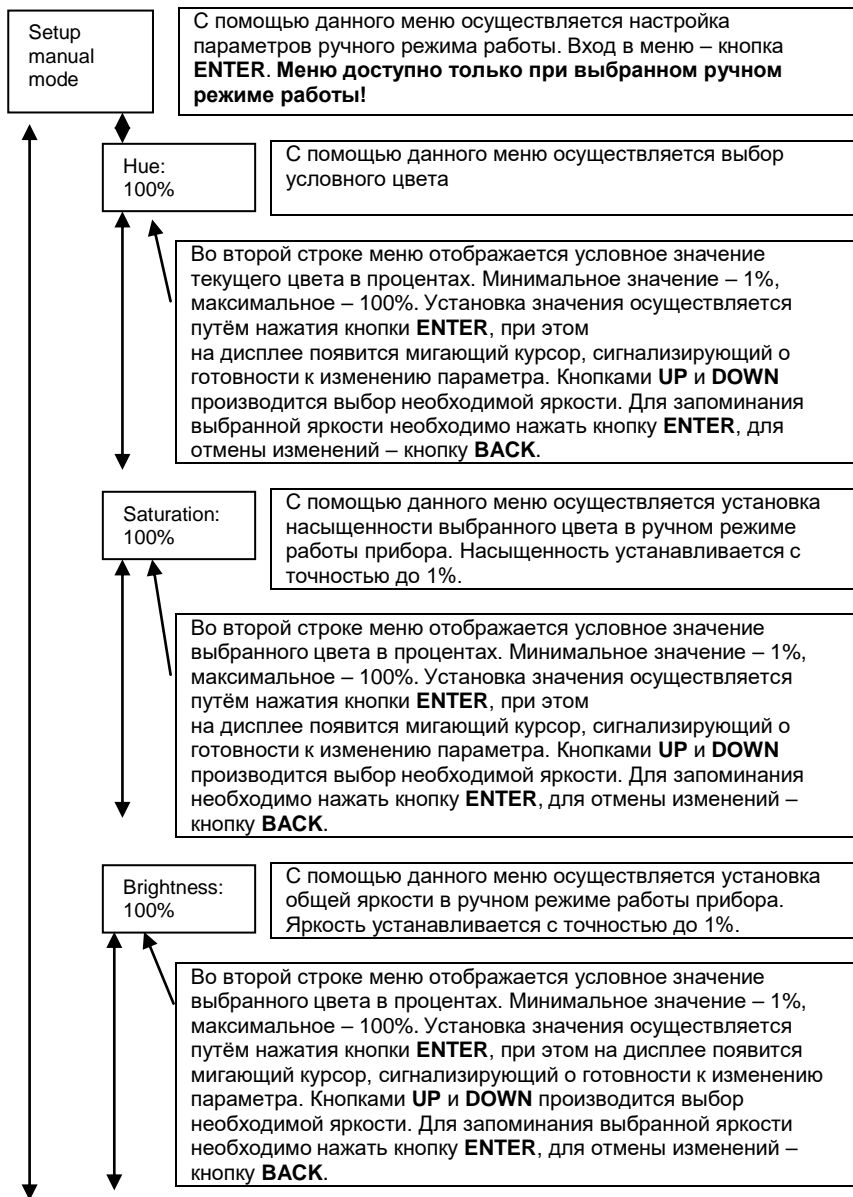 Setup
manual
mode
С помощью данного меню осуществляется настройка
параметров ручного режима работы. Вход в меню – кнопка
ENTER. Меню доступно только при выбранном ручном
режиме работы!
Hue:
100%
С помощью данного меню осуществляется выбор
условного цвета
Во второй строке меню отображается условное значение
текущего цвета в процентах. Минимальное значение – 1%,
максимальное – 100%. Установка значения осуществляется
путём нажатия кнопки ENTER, при этом
на дисплее появится мигающий курсор, сигнализирующий о
готовности к изменению параметра. Кнопками UP и DOWN
производится выбор необходимой яркости. Для запоминания
выбранной яркости необходимо нажать кнопку ENTER, для
отмены изменений – кнопку BACK.
Saturation:
100%
С помощью данного меню осуществляется установка
насыщенности выбранного цвета в ручном режиме
работы прибора. Насыщенность устанавливается с
точностью до 1%.
Во второй строке меню отображается условное значение
выбранного цвета в процентах. Минимальное значение – 1%,
максимальное – 100%. Установка значения осуществляется
путём нажатия кнопки ENTER, при этом
на дисплее появится мигающий курсор, сигнализирующий о
готовности к изменению параметра. Кнопками UP и DOWN
производится выбор необходимой яркости. Для запоминания
необходимо нажать кнопку ENTER, для отмены изменений –
кнопку BACK.
Brightness:
100%
С помощью данного меню осуществляется установка
общей яркости в ручном режиме работы прибора.
Яркость устанавливается с точностью до 1%.
Во второй строке меню отображается условное значение
выбранного цвета в процентах. Минимальное значение – 1%,
максимальное – 100%. Установка значения осуществляется
путём нажатия кнопки ENTER, при этом на дисплее появится
мигающий курсор, сигнализирующий о готовности к изменению
параметра. Кнопками UP и DOWN производится выбор
необходимой яркости. Для запоминания выбранной яркости
необходимо нажать кнопку ENTER, для отмены изменений –
кнопку BACK.